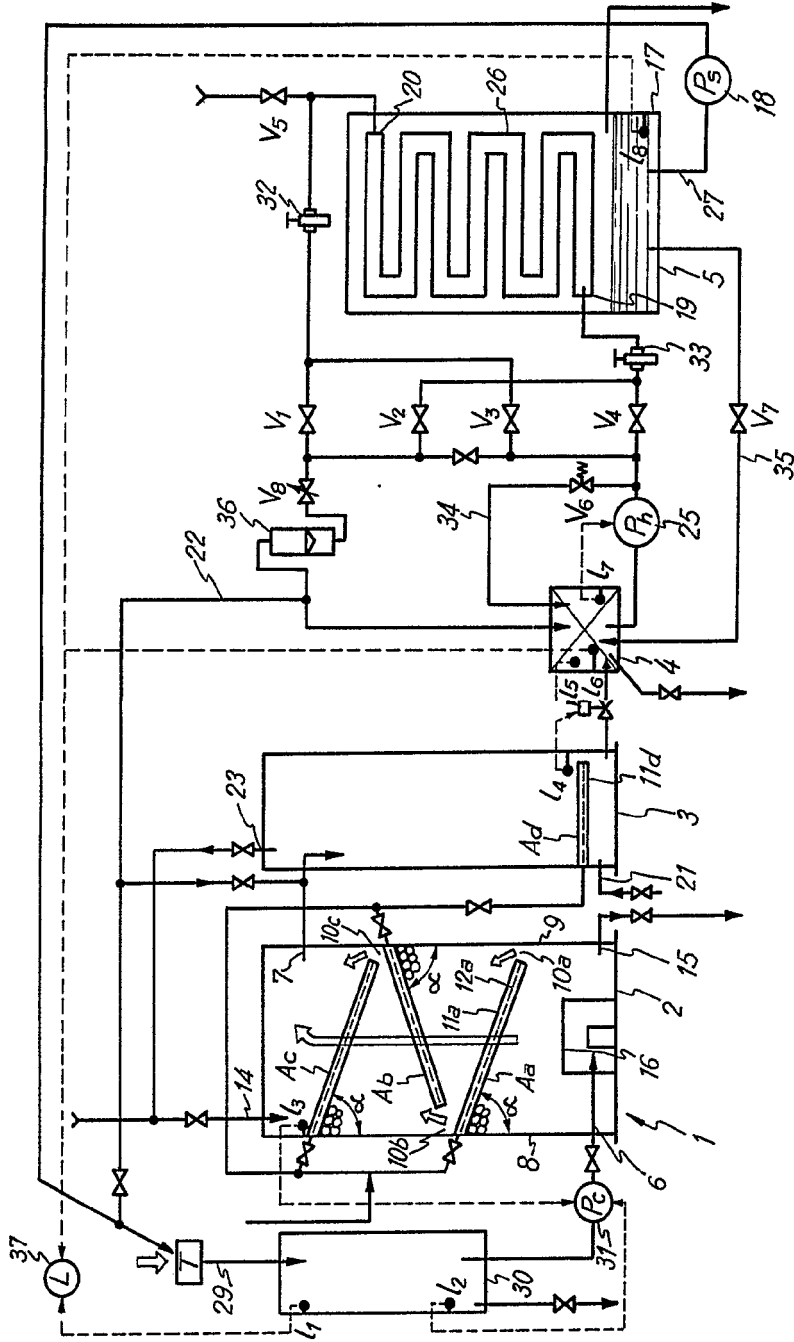 37
L
T
29
l₁
l₂
30
Pc
31
6
1
8
2
16
15
14
l₃
Ac
α
Ab
10b
Aa
α
11a
12a
10a
10c
α
7
9
23
22
Ad
11d
l₄
3
21
l₅
l₆
4
l₇
34
36
V₈
V₁
V₂
V₃
V₄
V₆
Ph
25
V₇
35
33
32
V₅
20
26
19
5
27
17
l₈
Ps
18